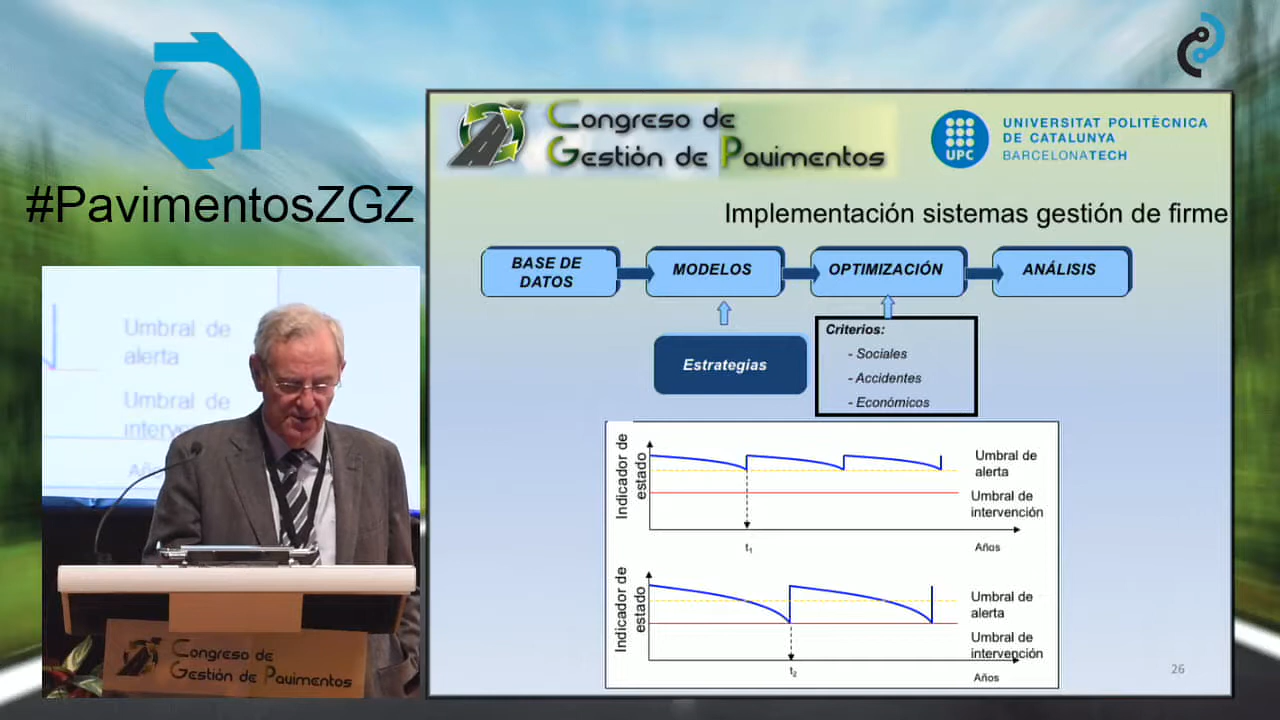 #PavimentosZGZ
Congreso de
Gestión de Pavimentos
UPC
UNIVERSITAT POLITÈCNICA
DE CATALUNYA
BARCELONATECH
Implementación sistemas gestión de firme
BASE DE
DATOS
MODELOS
OPTIMIZACIÓN
ANÁLISIS
Estrategias
Criterios:
- Sociales
- Accidentes
- Económicos
Indicador de
estado
Umbral de
alerta
Umbral de
intervención
t1
Años
Indicador de
estado
Umbral de
alerta
Umbral de
intervención
t2
Años
26
Umbral de
alerta
Umbral de
Congreso de
Gestión de Pavimentos